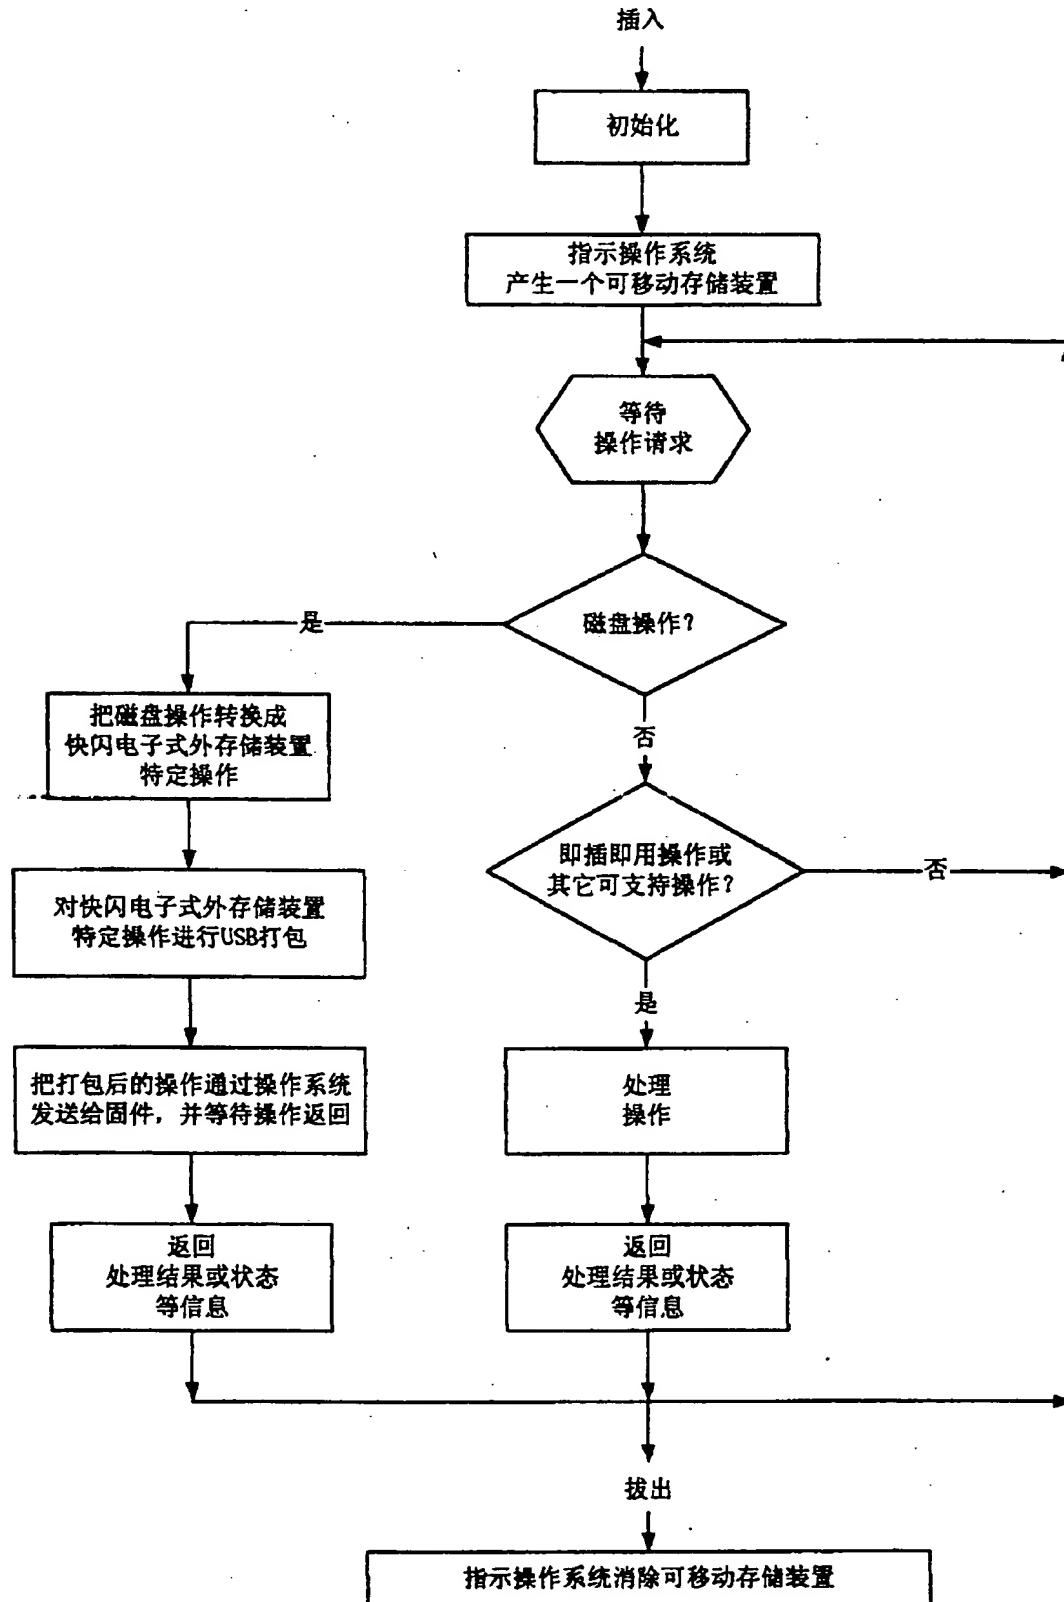 插入
初始化
指示操作系统
产生一个可移动存储装置
等待
操作请求
磁盘操作？
是
否
把磁盘操作转换成
快闪电子式外存储装置
特定操作
即插即用操作或
其它可支持操作？
否
对快闪电子式外存储装置
特定操作进行USB打包
是
把打包后的操作通过操作系统
发送给固件，并等待操作返回
处理
操作
返回
处理结果或状态
等信息
返回
处理结果或状态
等信息
拔出
指示操作系统消除可移动存储装置